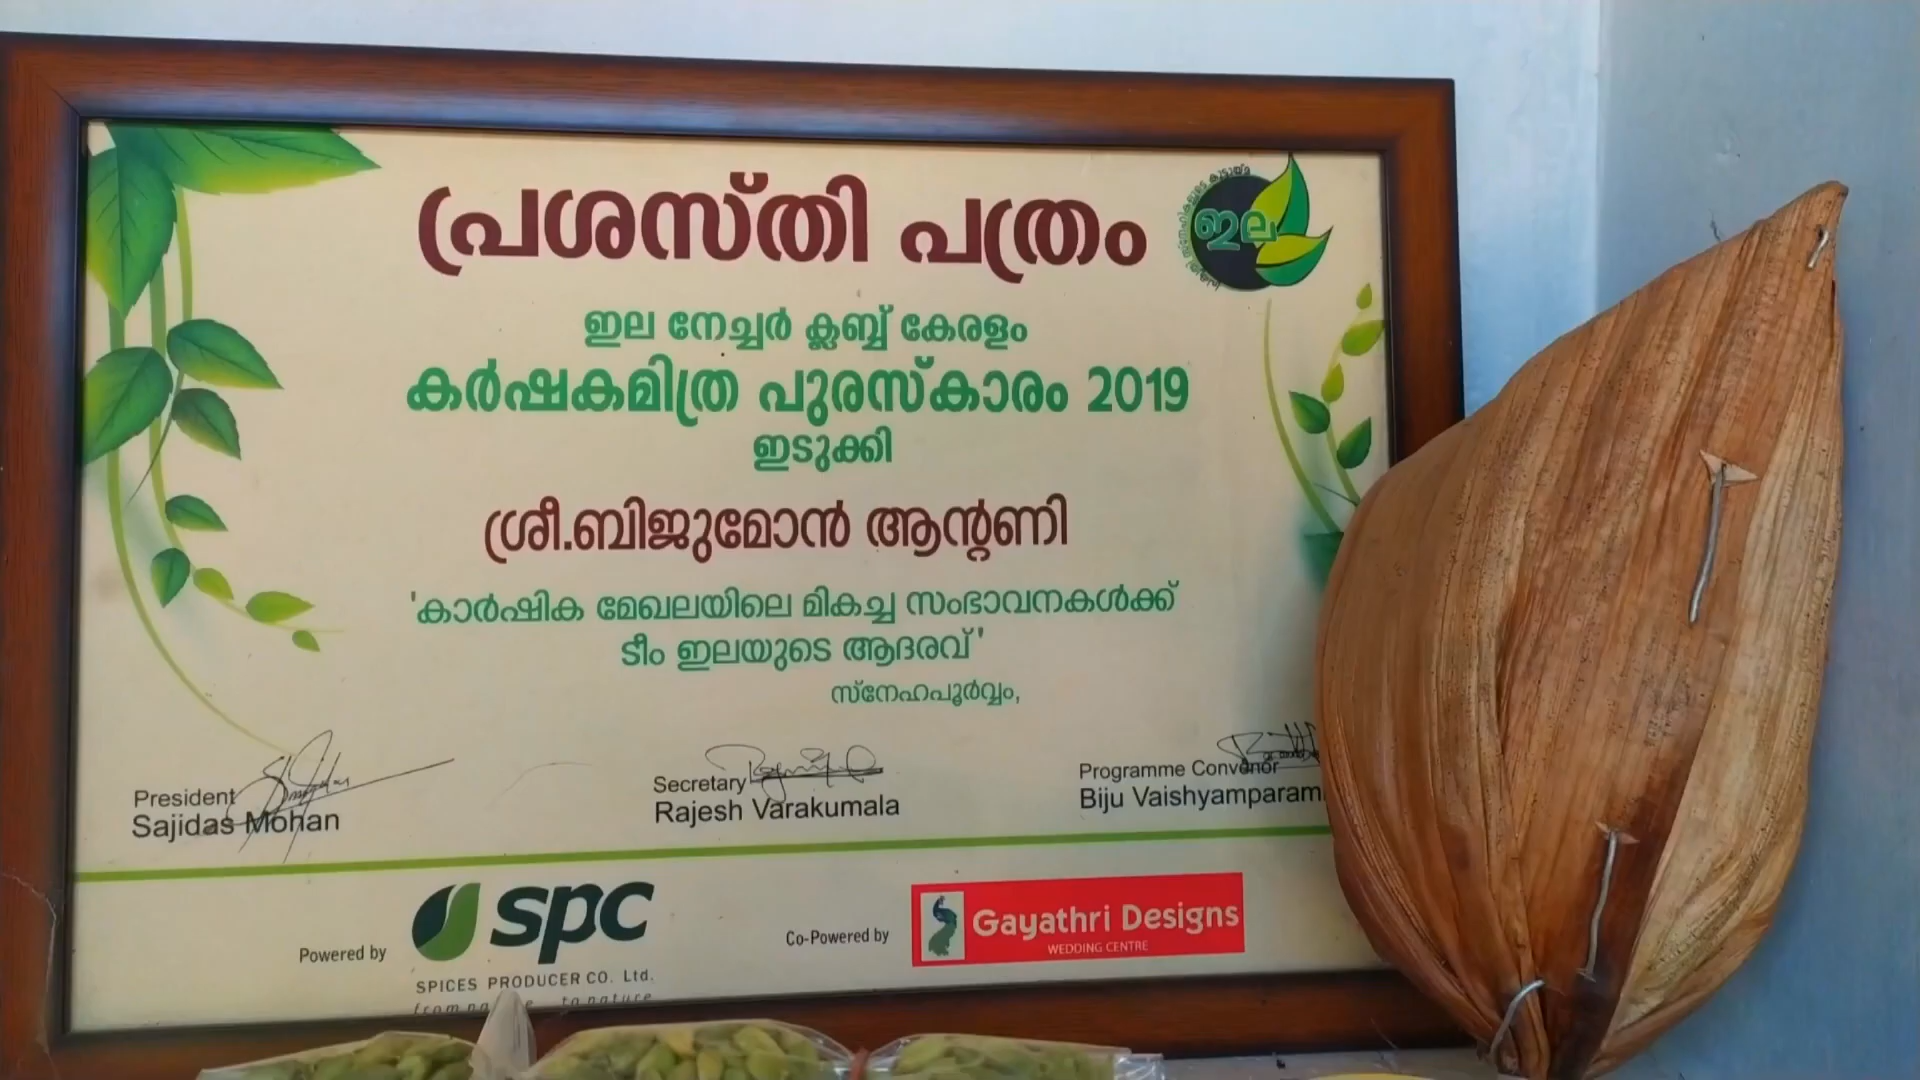 പ്രശസ്തി പത്രം
ഇല
ഇല നേച്ചർ ക്ലബ്ബ് കേരളം
കർഷകമിത്ര പുരസ്കാരം 2019
ഇടുക്കി
ശ്രീ.ബിജുമോൻ ആന്റണി
'കാർഷിക മേഖലയിലെ മികച്ച സംഭാവനകൾക്ക്
ടീം ഇലയുടെ ആദരവ്'
സ്നേഹപൂർവ്വം,
President
Sajidas Mohan
Secretary
Rajesh Varakumala
Programme Convenor
Biju Vaishyamparam
Powered by
spc
SPICES PRODUCER CO. Ltd.
to nature
Co-Powered by
Gayathri Designs
WEDDING CENTRE